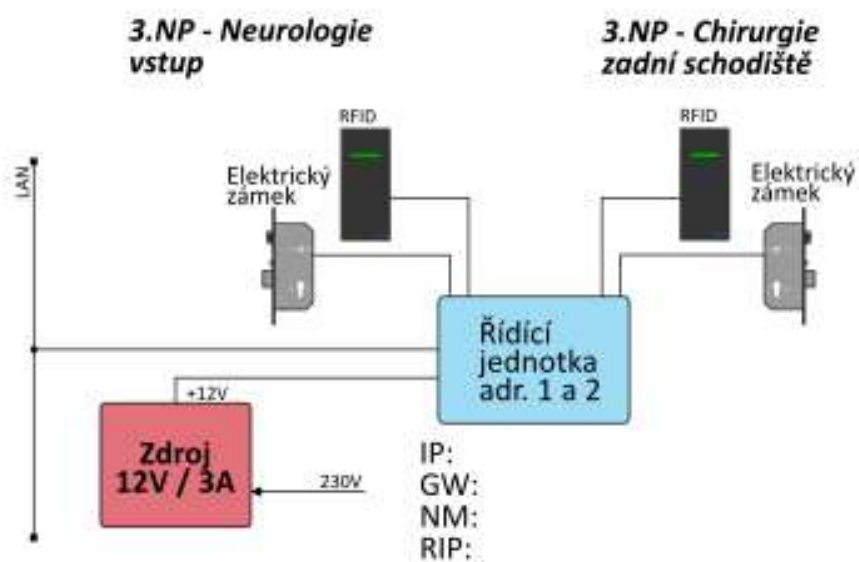 3.NP - Neurologie
vstup
3.NP - Chirurgie
zadní schodiště
RFID
RFID
LAN
Elektrický
zámek
Elektrický
zámek
Řídící
jednotka
adr. 1 a 2
+12V
Zdroj
12V / 3A
230V
IP:
GW:
NM:
RIP: